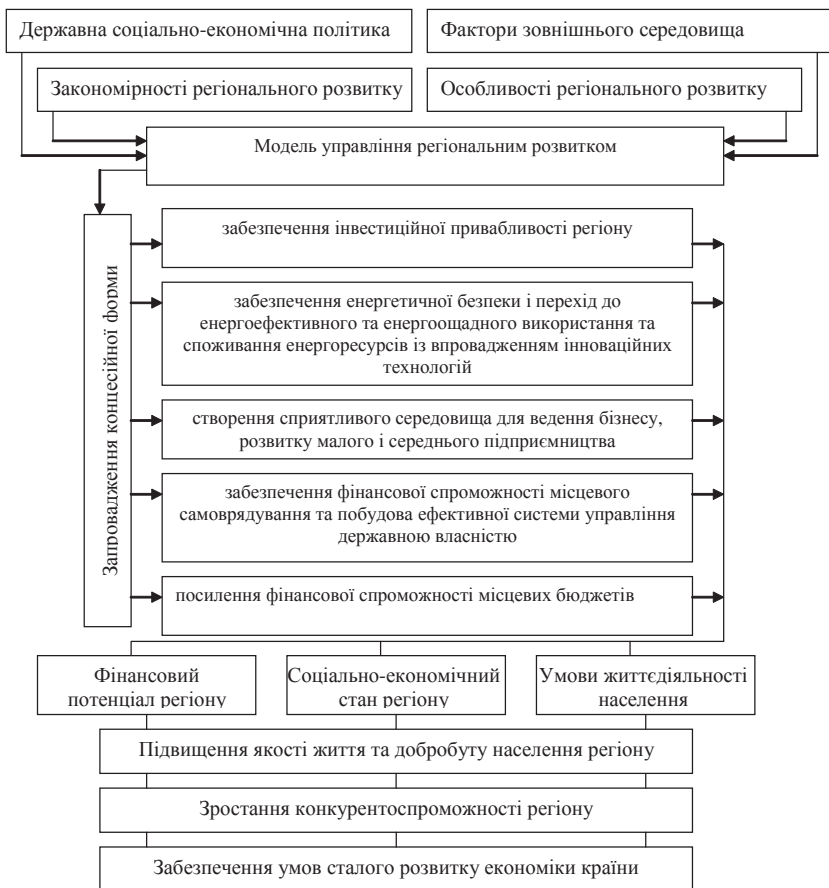 Державна соціально-економічна політика
Фактори зовнішнього середовища
Закономірності регіонального розвитку
Особливості регіонального розвитку
Модель управління регіональним розвитком
Запровадження концесійної форми
забезпечення інвестиційної привабливості регіону
забезпечення енергетичної безпеки і перехід до
енергоефективного та енергоощадного використання та
споживання енергоресурсів із впровадженням інноваційних
технологій
створення сприятливого середовища для ведення бізнесу,
розвитку малого і середнього підприємництва
забезпечення фінансової спроможності місцевого
самоврядування та побудова ефективної системи управління
державною власністю
посилення фінансової спроможності місцевих бюджетів
Фінансовий
потенціал регіону
Соціально-економічний
стан регіону
Умови життєдіяльності
населення
Підвищення якості життя та добробуту населення регіону
Зростання конкурентоспроможності регіону
Забезпечення умов сталого розвитку економіки країни